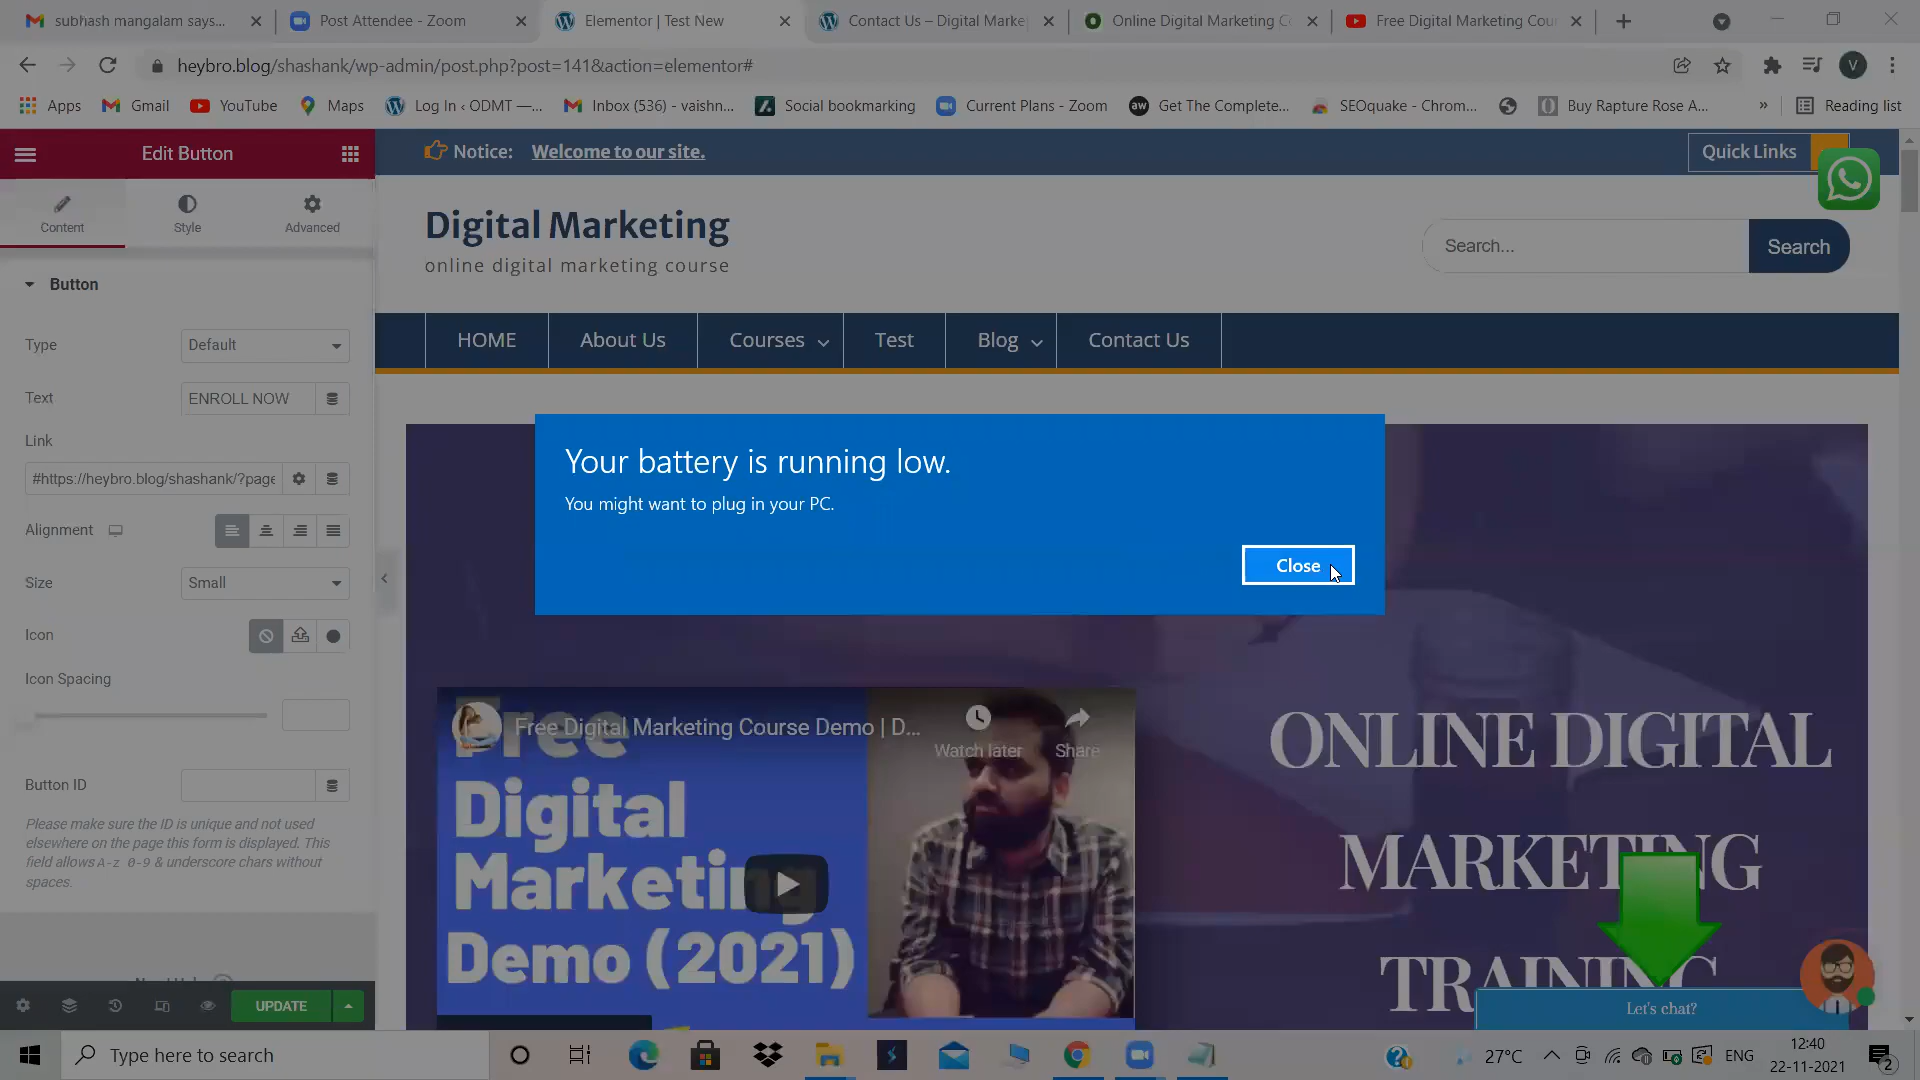 subhash mangalam says...
Post Attendee - Zoom
Elementor | Test New
Contact Us – Digital Marke
Online Digital Marketing Co
Free Digital Marketing Cou
heybro.blog/shashank/wp-admin/post.php?post=141&action=elementor#
V
Apps
Gmail
YouTube
Maps
Log In ‹ ODMT —...
Inbox (536) - vaishn...
Social bookmarking
Current Plans - Zoom
aw
Get The Complete...
SEOquake - Chrom...
Buy Rapture Rose A...
»
Reading list
Edit Button
Notice:
Welcome to our site.
Quick Links
Content
Style
Advanced
Digital Marketing
online digital marketing course
Search...
Search
HOME
About Us
Courses
Test
Blog
Contact Us
Button
Type
Default
Text
ENROLL NOW
Link
#https://heybro.blog/shashank/?page
Alignment
Size
Small
Icon
Icon Spacing
Button ID
Please make sure the ID is unique and not used
elsewhere on the page this form is displayed. This
field allows A-z 0-9 & underscore chars without
spaces.
UPDATE
Your battery is running low.
You might want to plug in your PC.
Close
Free Digital Marketing Course Demo | D...
Watch later
Share
Free
Digital
Marketing
Demo (2021)
ONLINE DIGITAL
MARKETING
TRAINING
Let's chat?
Type here to search
27°C
ENG
12:40
22-11-2021
2